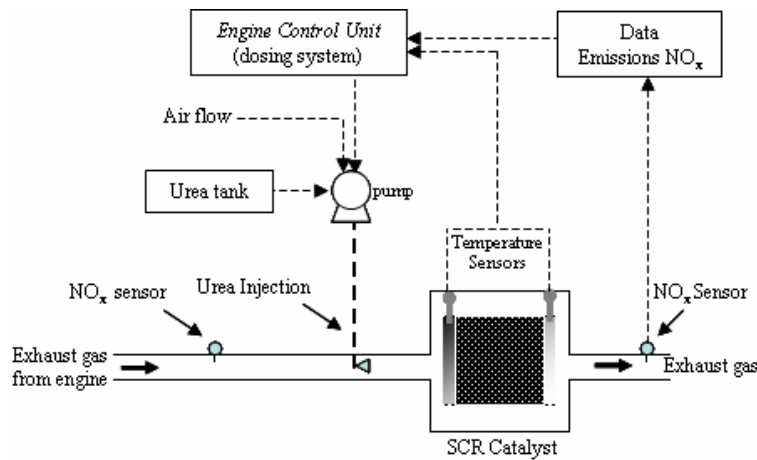 Engine Control Unit
(dosing system)
Data
Emissions NOx
Air flow
Urea tank
pump
Temperature
Sensors
NOx sensor
Urea Injection
NOx Sensor
Exhaust gas
from engine
Exhaust gas
SCR Catalyst